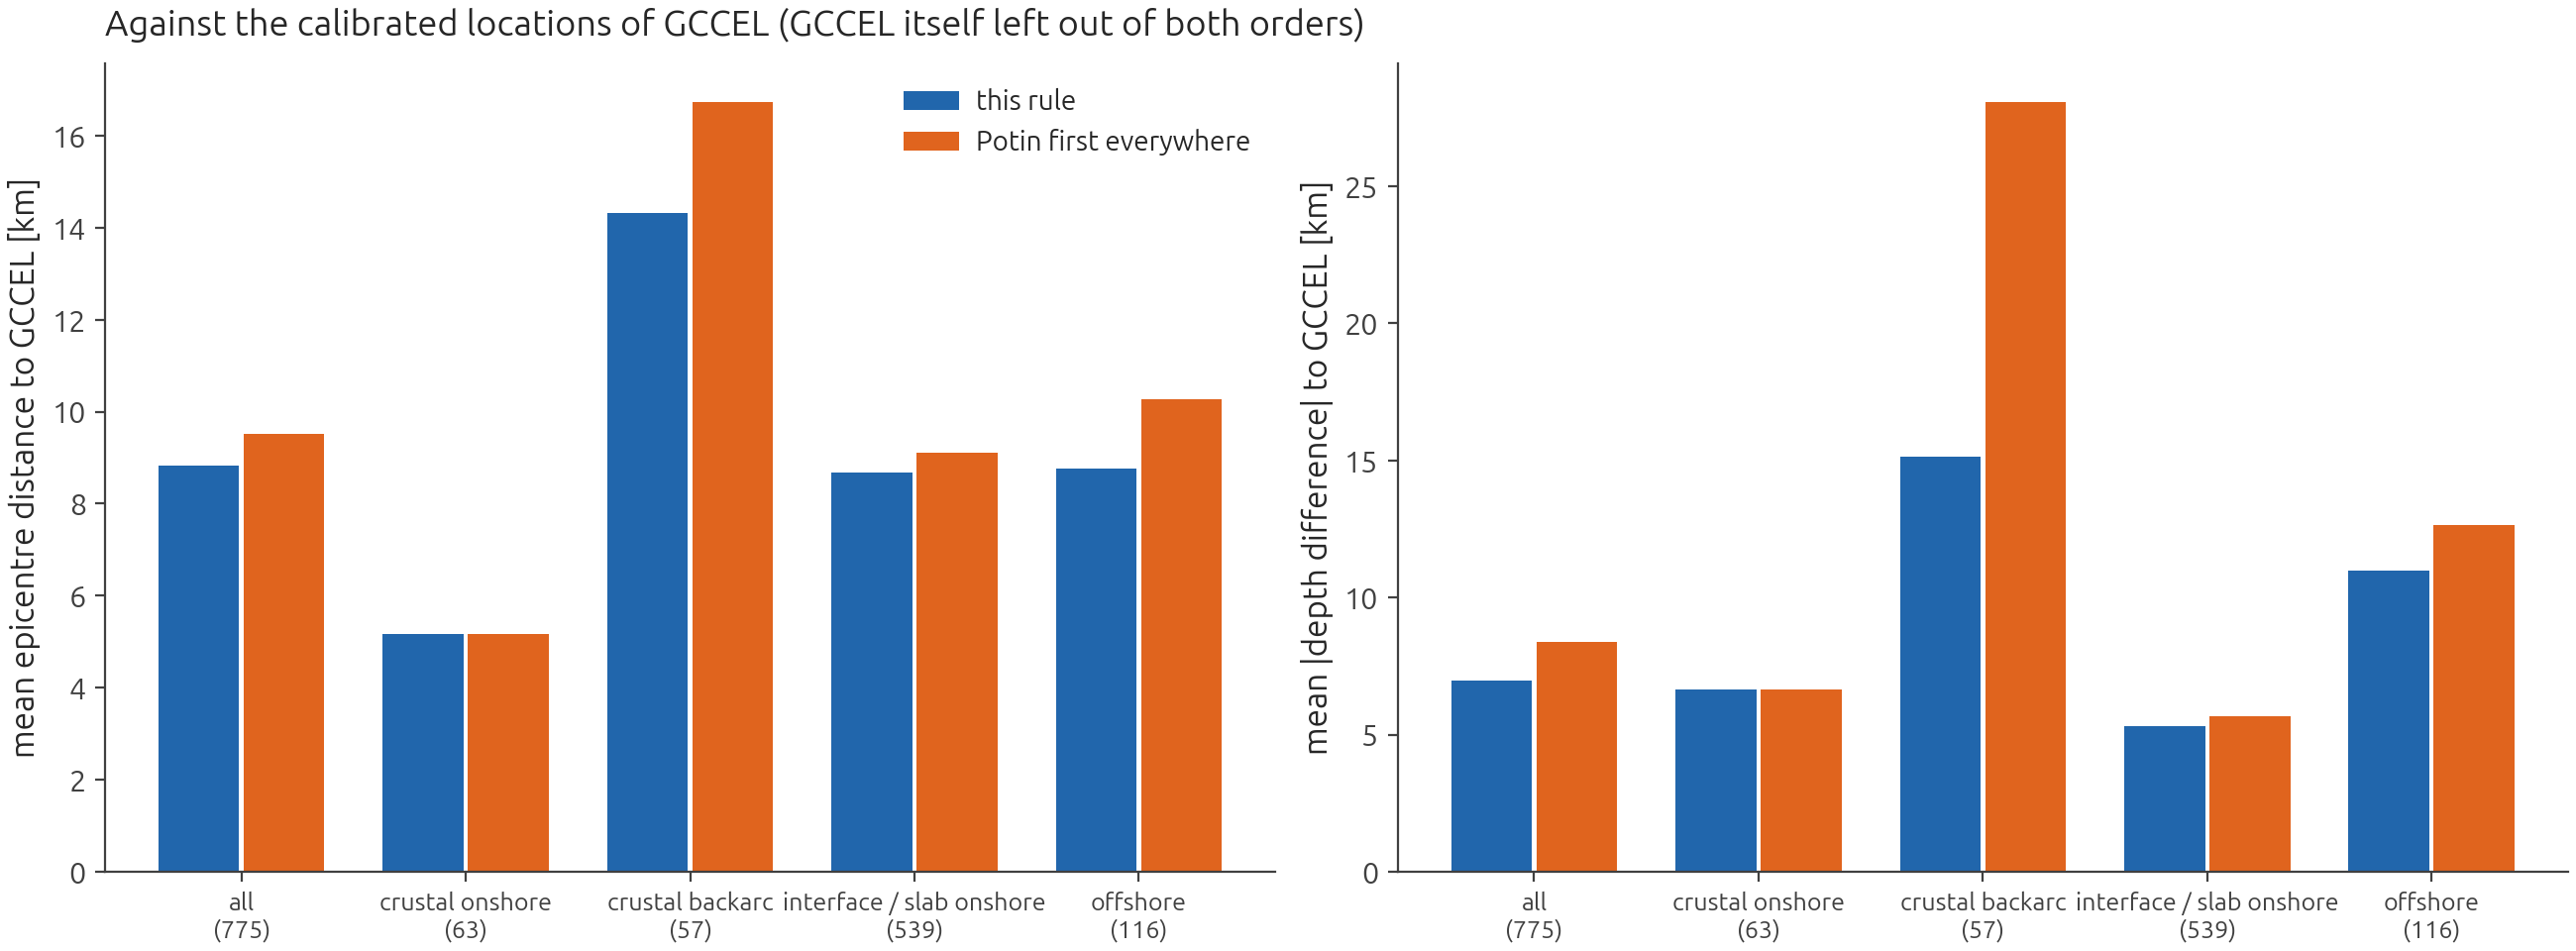 Against the calibrated locations of GCCEL (GCCEL itself left out of both orders)
mean epicentre distance to GCCEL [km]
16
14
12
10
8
6
4
2
0
this rule
Potin first everywhere
all
(775)
crustal onshore
(63)
crustal backarc
(57)
interface / slab onshore
(539)
offshore
(116)
mean |depth difference| to GCCEL [km]
25
20
15
10
5
0
all
(775)
crustal onshore
(63)
crustal backarc
(57)
interface / slab onshore
(539)
offshore
(116)